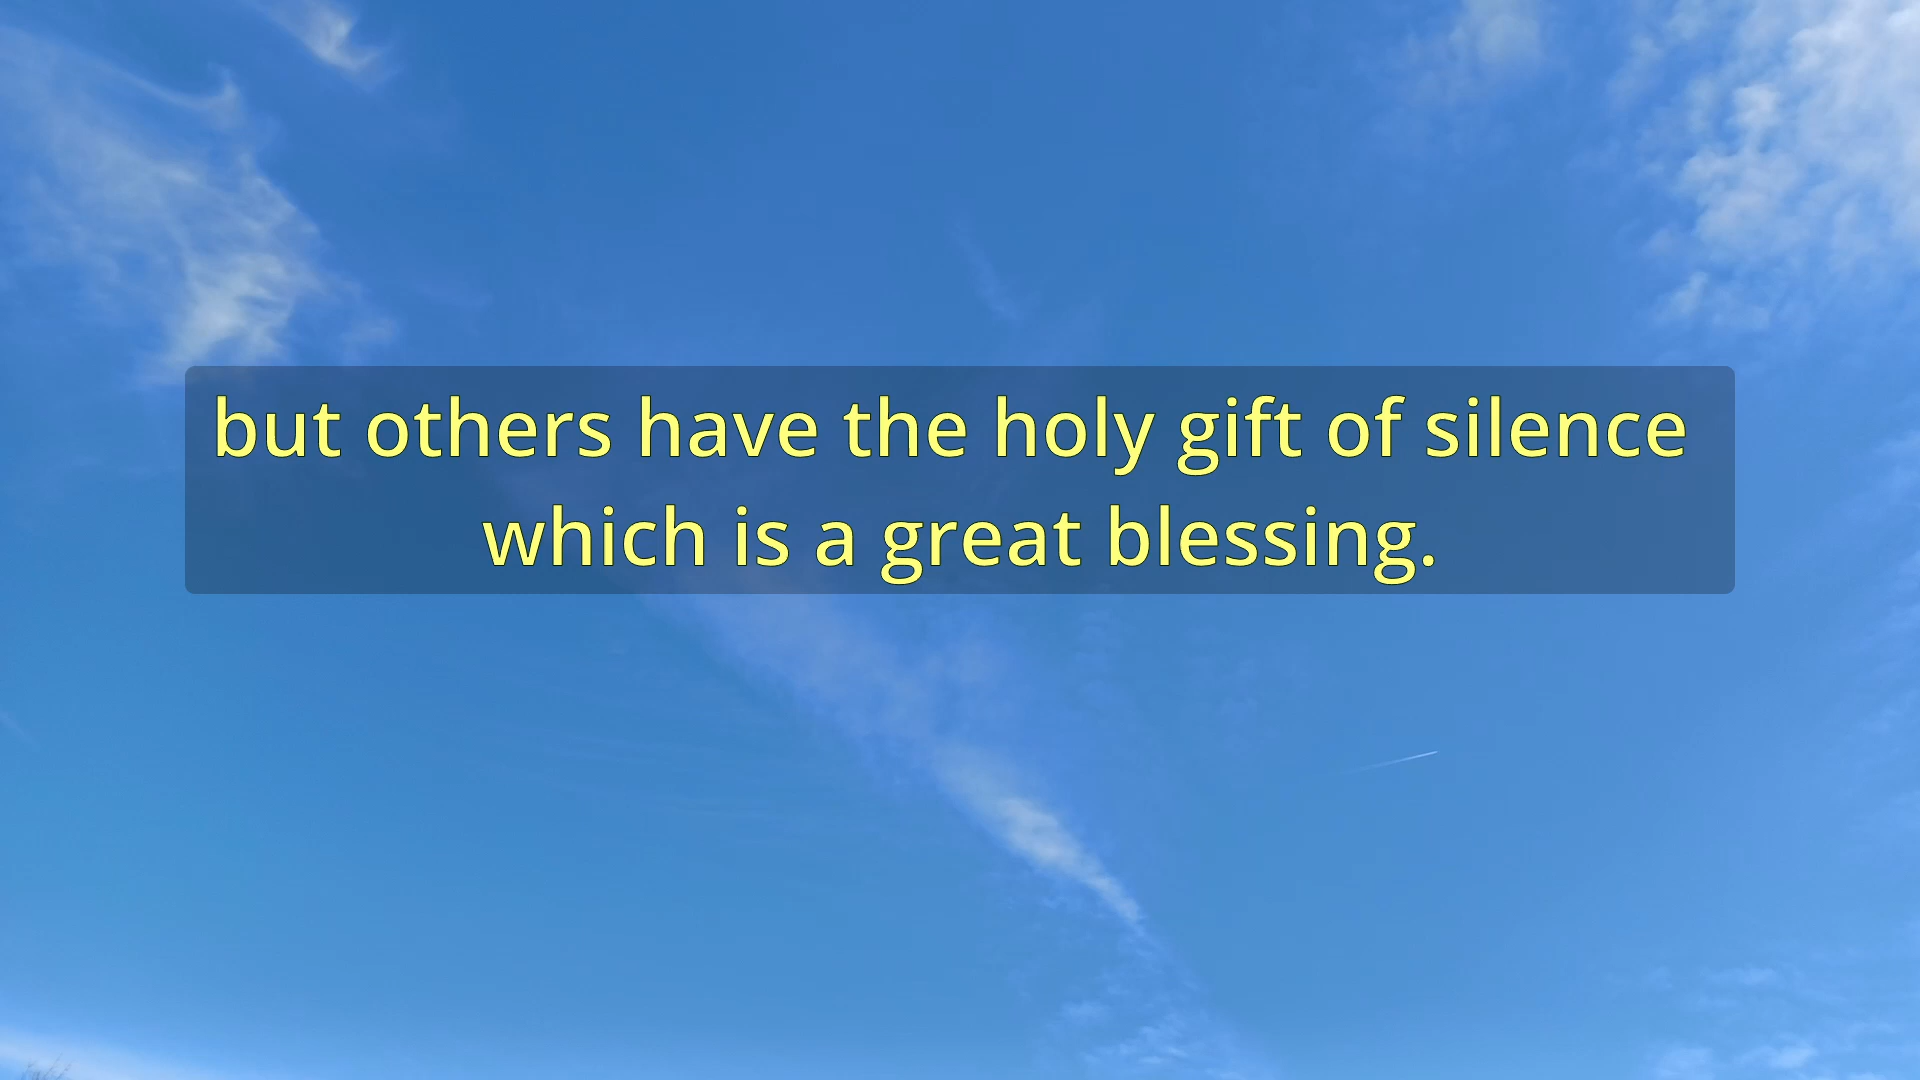 but others have the holy gift of silence
which is a great blessing.